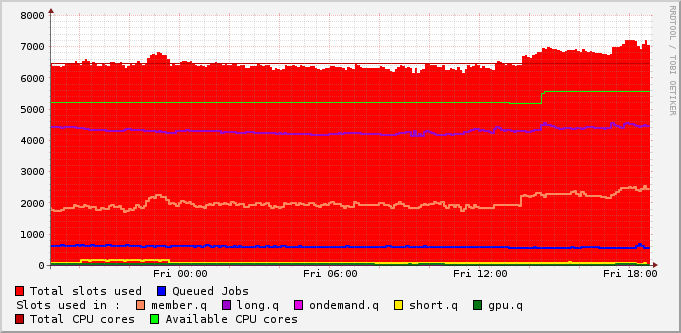 8000
7000
6000
5000
4000
3000
2000
1000
0
Fri 00:00 Fri 06:00 Fri 12:00 Fri 18:00
Total slots used Queued Jobs
Slots used in : member.q long.q ondemand.q short.q gpu.q
Total CPU cores Available CPU cores
RRDTOOL / TOBI OETIKER